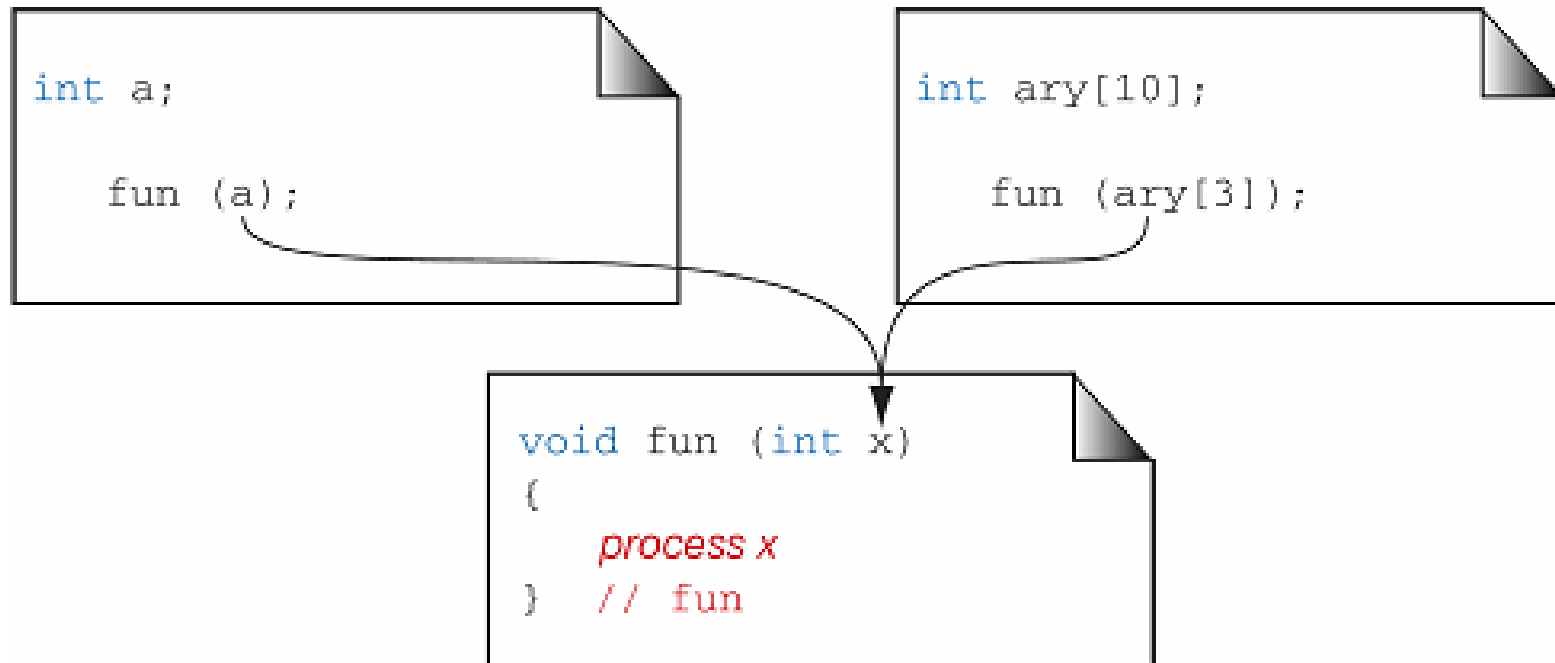 int a;
fun (a);
int ary[10];
fun (ary[3]);
void fun (int x)
{
process x
} // fun